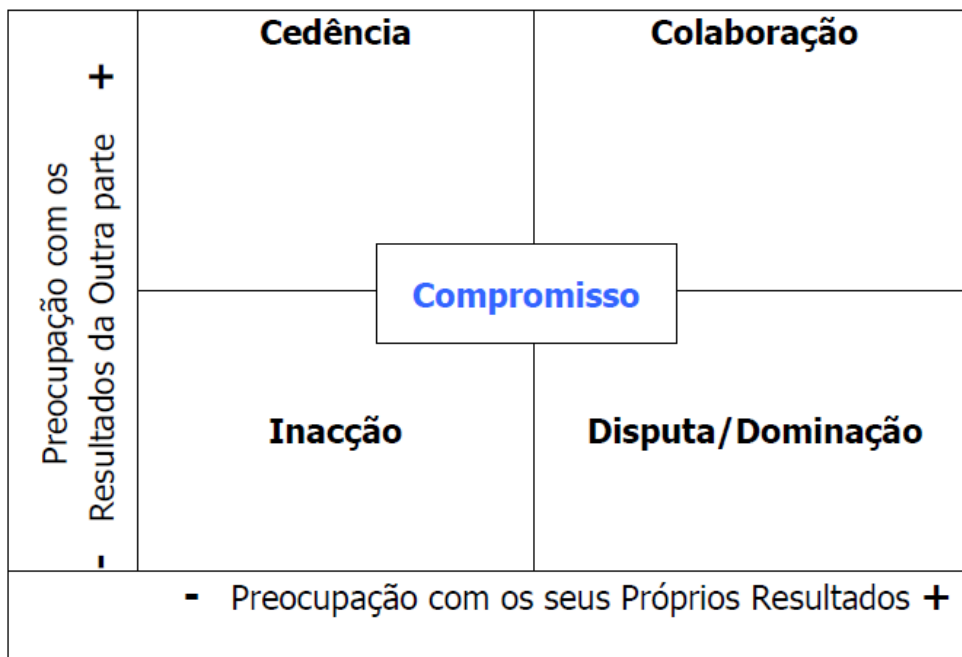 Cedência
Colaboração
+
Preocupação com os
Resultados da Outra parte
-
Compromisso
Inacção
Disputa/Dominação
- Preocupação com os seus Próprios Resultados +